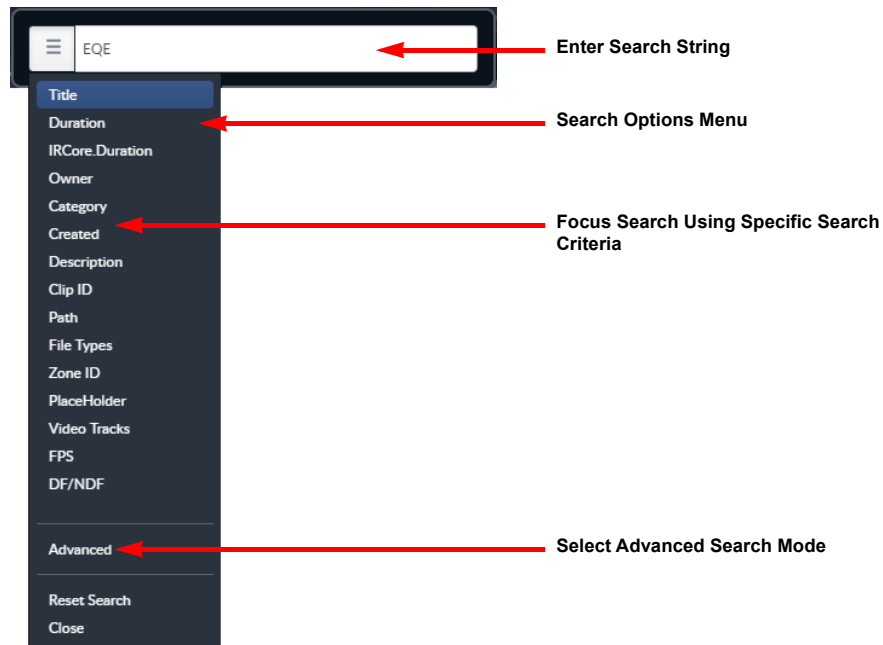 EQE
Enter Search String
Title
Duration
Search Options Menu
IRCore.Duration
Owner
Category
Focus Search Using Specific Search
Criteria
Created
Description
Clip ID
Path
File Types
Zone ID
PlaceHolder
Video Tracks
FPS
DF/NDF
Advanced
Select Advanced Search Mode
Reset Search
Close